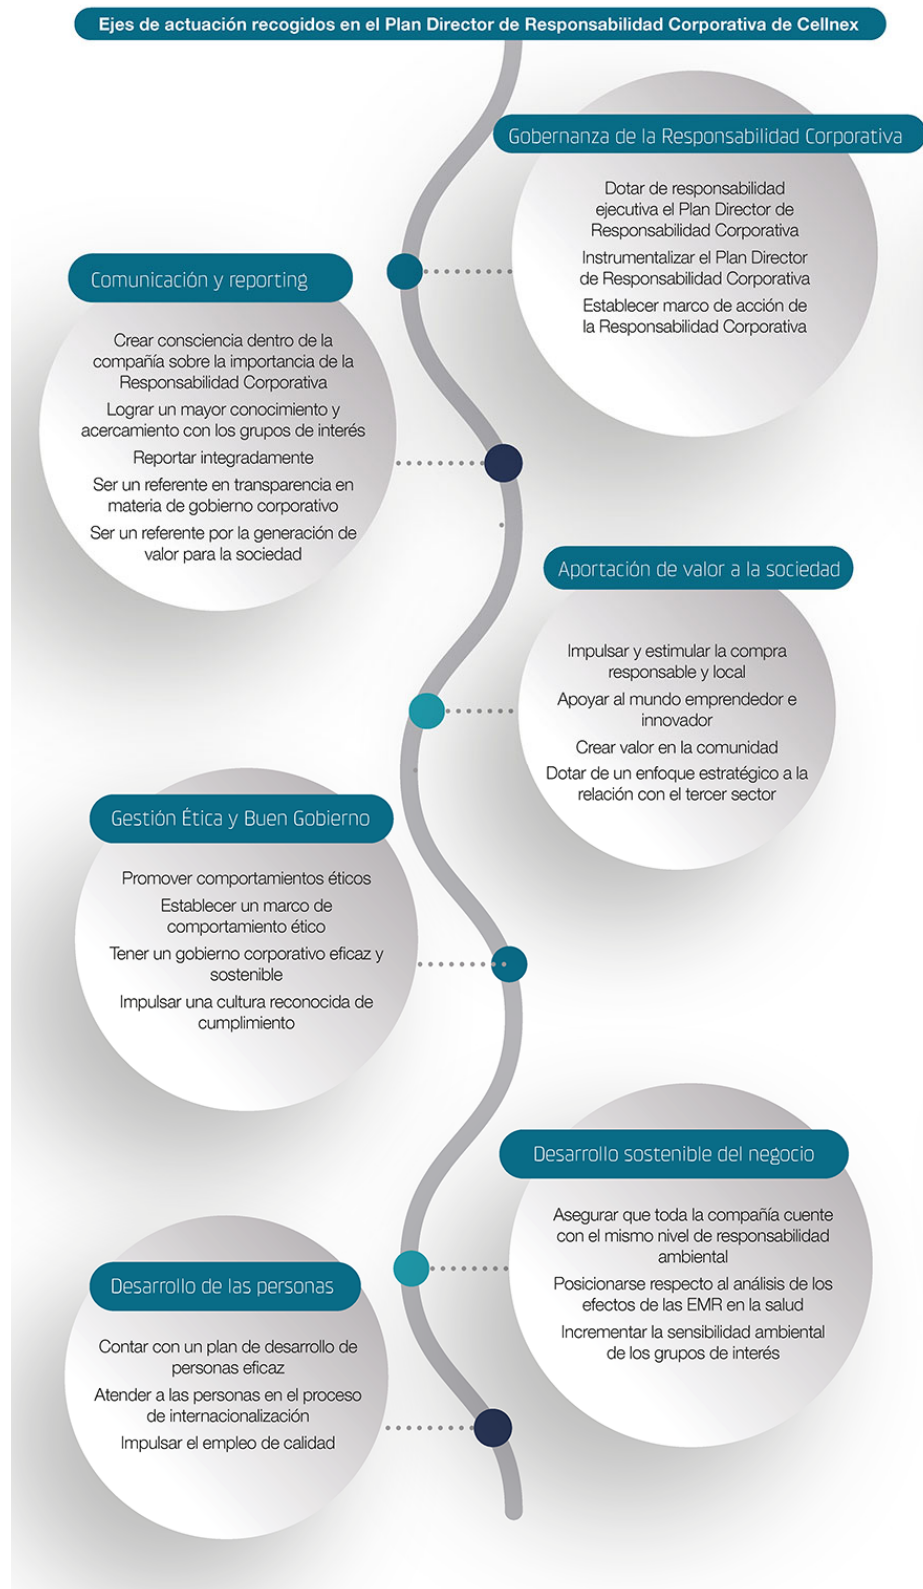 Ejes de actuación recogidos en el Plan Director de Responsabilidad Corporativa de Cellnex
Gobernanza de la Responsabilidad Corporativa
Dotar de responsabilidad
ejecutiva el Plan Director de
Responsabilidad Corporativa
Instrumentalizar el Plan Director
de Responsabilidad Corporativa
Establecer marco de acción de
la Responsabilidad Corporativa
Comunicación y reporting
Crear consciencia dentro de la
compañía sobre la importancia de la
Responsabilidad Corporativa
Lograr un mayor conocimiento y
acercamiento con los grupos de interés
Reportar integradamente
Ser un referente en transparencia en
materia de gobierno corporativo
Ser un referente por la generación de
valor para la sociedad
Aportación de valor a la sociedad
Impulsar y estimular la compra
responsable y local
Apoyar al mundo emprendedor e
innovador
Crear valor en la comunidad
Dotar de un enfoque estratégico a la
relación con el tercer sector
Gestión Ética y Buen Gobierno
Promover comportamientos éticos
Establecer un marco de
comportamiento ético
Tener un gobierno corporativo eficaz y
sostenible
Impulsar una cultura reconocida de
cumplimiento
Desarrollo sostenible del negocio
Asegurar que toda la compañía cuente
con el mismo nivel de responsabilidad
ambiental
Posicionarse respecto al análisis de los
efectos de las EMR en la salud
Incrementar la sensibilidad ambiental
de los grupos de interés
Desarrollo de las personas
Contar con un plan de desarrollo de
personas eficaz
Atender a las personas en el proceso
de internacionalización
Impulsar el empleo de calidad